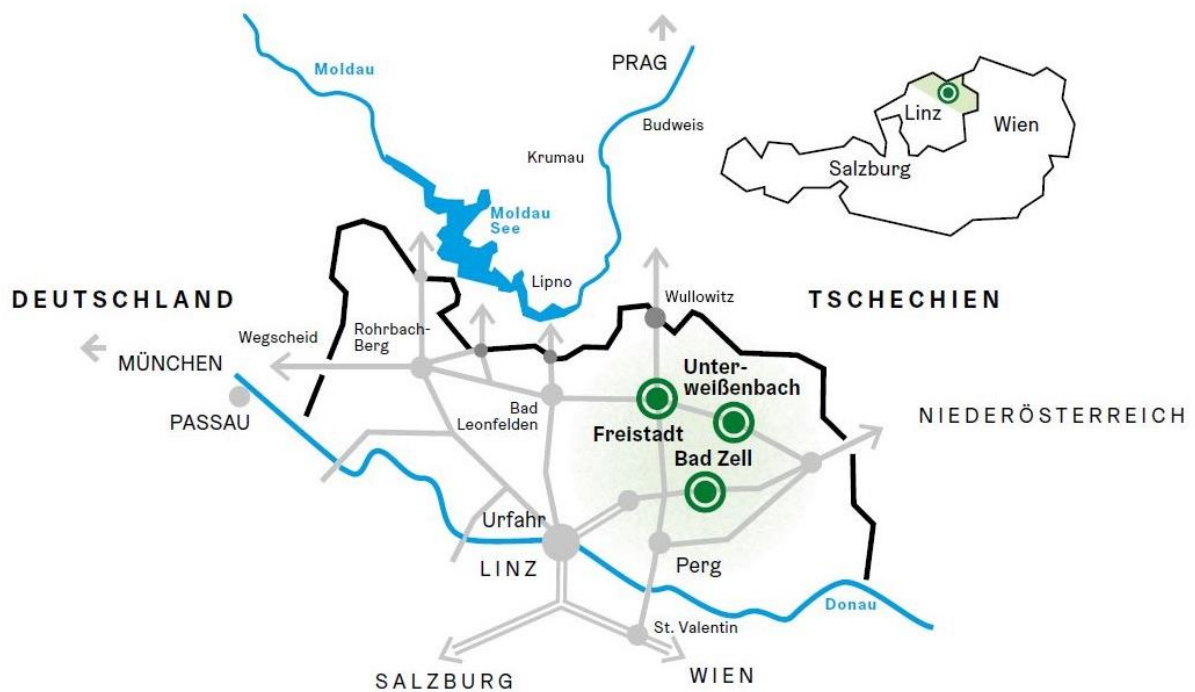 PRAG
Moldau
Budweis
Linz
Wien
Krumau
Salzburg
Moldau
See
Lipno
Wullowitz
DEUTSCHLAND
TSCHECHIEN
Wegscheid
Rohrbach-
Berg
MÜNCHEN
Unter-
weißenbach
PASSAU
Bad
Leonfelden
Freistadt
NIEDERÖSTERREICH
Bad Zell
Urfahr
LINZ
Perg
Donau
St. Valentin
SALZBURG
WIEN